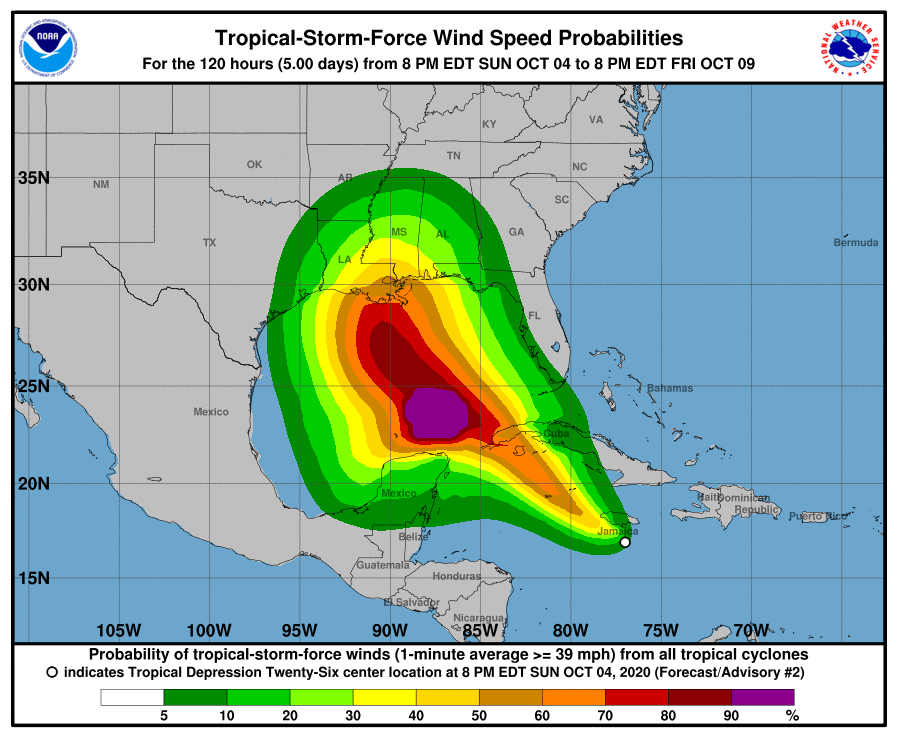 NOAA
Tropical-Storm-Force Wind Speed Probabilities
For the 120 hours (5.00 days) from 8 PM EDT SUN OCT 04 to 8 PM EDT FRI OCT 09
NATIONAL WEATHER SERVICE
KY
VA
TN
OK
NC
35N
NM
AR
SC
MS
AL
GA
TX
Bermuda
LA
30N
FL
25N
Bahamas
Mexico
Cuba
20N
Mexico
Haiti
Dominican
Republic
Puerto Rico
Jamaica
Belize
Guatemala
15N
Honduras
El Salvador
Nicaragua
105W
100W
95W
90W
85W
80W
75W
70W
Probability of tropical-storm-force winds (1-minute average >= 39 mph) from all tropical cyclones
indicates Tropical Depression Twenty-Six center location at 8 PM EDT SUN OCT 04, 2020 (Forecast/Advisory #2)
5 10 20 30 40 50 60 70 80 90 %